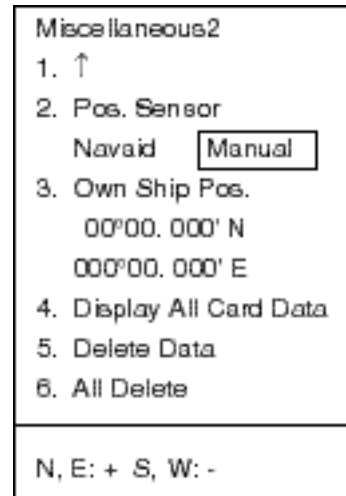 Miscellaneous2
1. ↑
2. Pos. Sensor
Navaid Manual
3. Own Ship Pos.
00°00. 000' N
000°00. 000' E
4. Display All Card Data
5. Delete Data
6. All Delete
N, E: + S, W: -